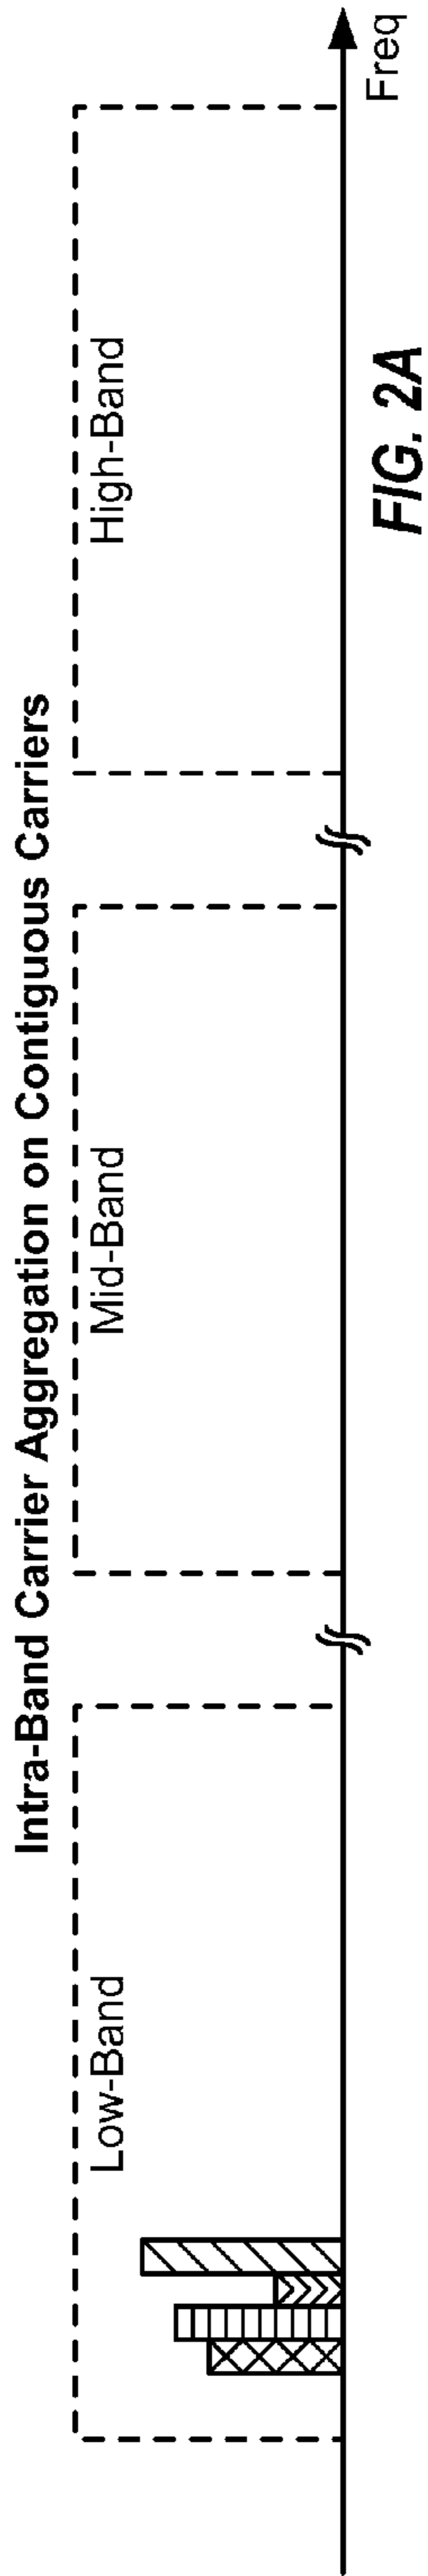 Intra-Band Carrier Aggregation on Contiguous Carriers
Low-Band
Mid-Band
High-Band
Freq
FIG. 2A